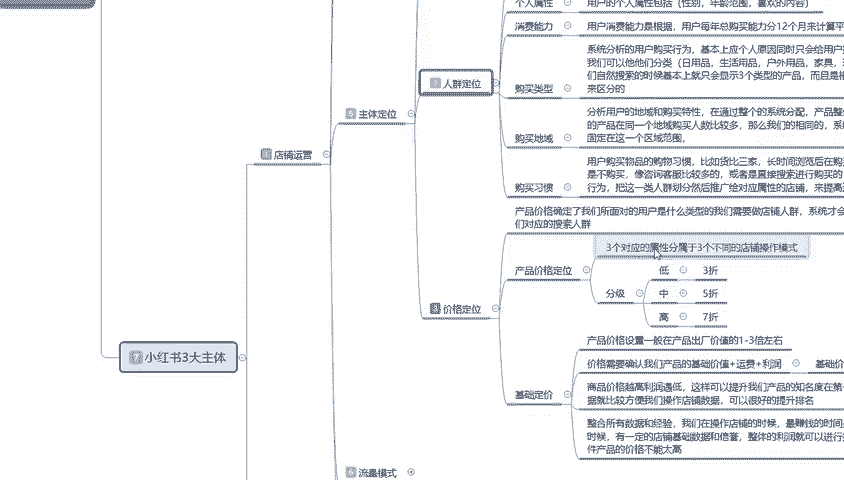 个人属性
用户的个人属性包括（性别，年龄范围，喜欢的内容）
消费能力
用户消费能力是根据，用户每年总购买能力分12个月来计算平
人群定位
购买类型
系统分析的用户购买行为，基本上应个人原因同时只会给用户
我们可以他他们分类（日用品，生活用品，户外用品，家具，
们自然搜索的时候基本上就只会显示3个类型的产品，而且是
来区分的
主体定位
购买地域
分析用户的地域和购买特性，在通过整个的系统分配，产品整
的产品在同一个地域购买人数比较多，那么我们的相同的，系
固定在这一个区域范围，
店铺运营
购买习惯
用户购买物品的购物习惯，比如货比三家，长时间浏览后在购
是不购买，像咨询客服比较多的，或者是直接搜索进行购买的
行为，把这一类人群划分然后推广给对应属性的店铺，来提高
产品价格确定了我们所面对的用户是什么类型的我们需要做店铺人群，系统才会
们对应的搜索人群
3个对应的属性分属于3个不同的店铺操作模式
产品价格定位
分级
低
3折
中
5折
高
7折
价格定位
小红书3大主体
基础定价
产品价格设置一般在产品出厂价值的1-3倍左右
价格需要确认我们产品的基础价值+运费+利润
基础价
商品价格越高利润遇低，这样可以提升我们产品的知名度在第
据就比较方便我们操作店铺数据，可以很好的提升排名
整合所有数据和经验，我们在操作店铺的时候，最赚钱的时间
时候，有一定的店铺基础数据和信誉，整体的利润就可以进行
件产品的价格不能太高
流量模式